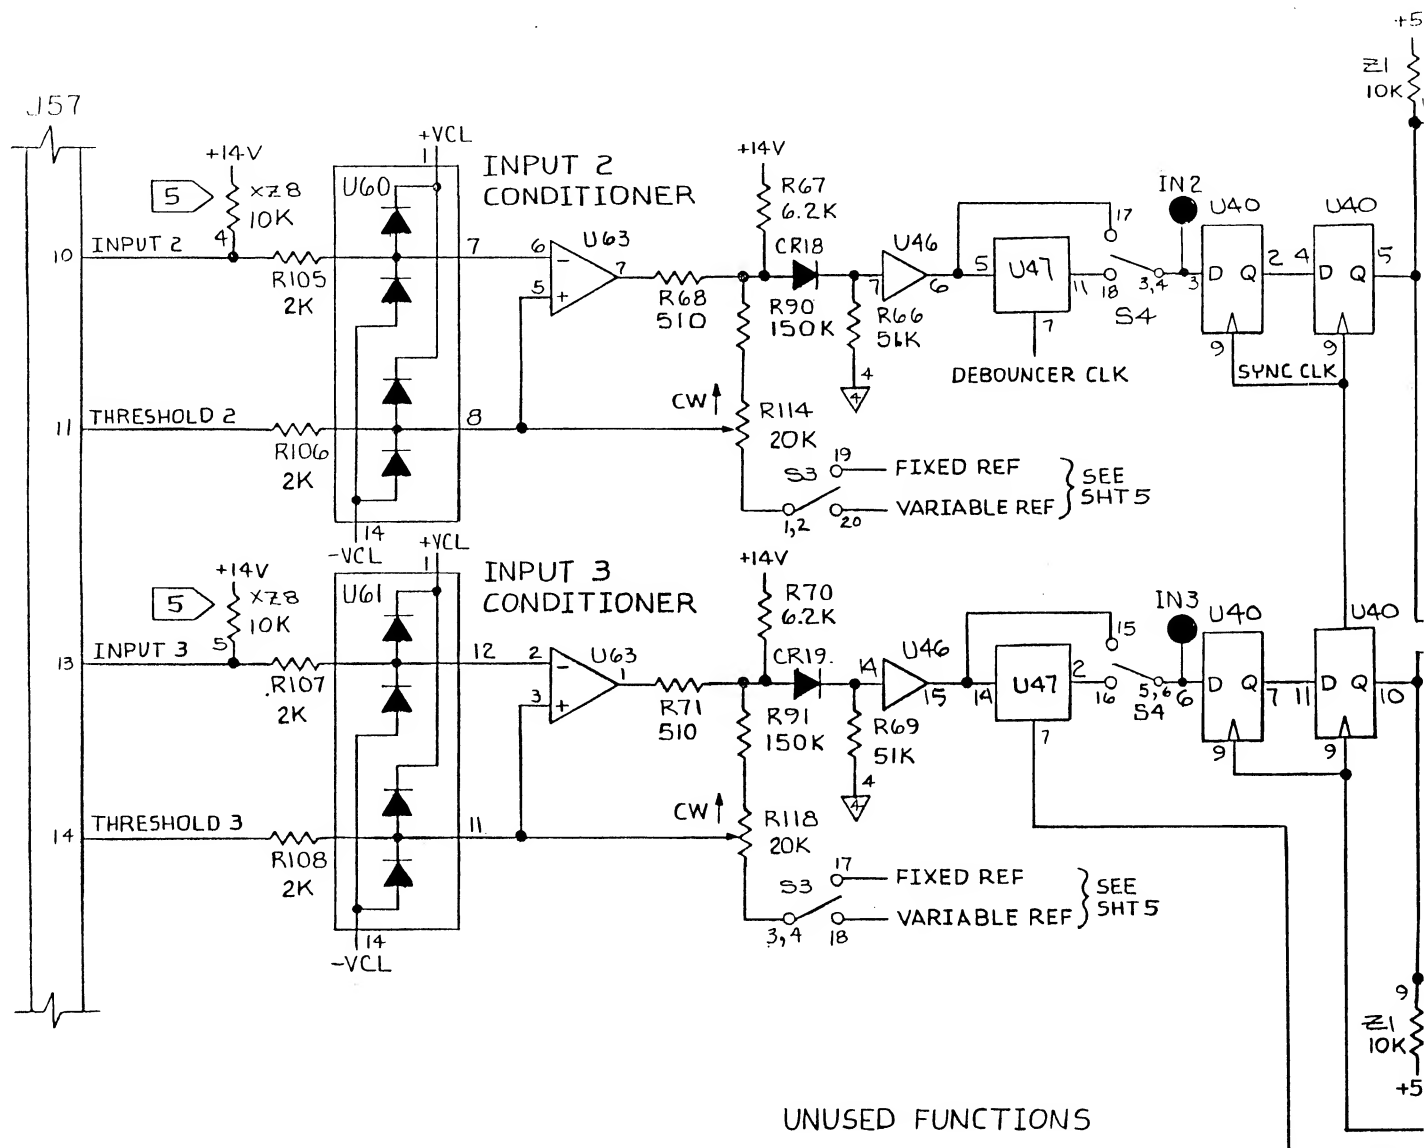 J57
+5
Z1
10K
+VCL
1
+14V
5
XZ8
10K
4
U60
INPUT 2
CONDITIONER
+14V
R67
6.2K
10
INPUT 2
R105
2K
7
6
5
U63
7
R68
510
CR18
R90
150K
7
U46
6
R66
51K
4
4
5
U47
11
7
DEBOUNCER CLK
17
18
3,4
S4
IN2
3
U40
D Q
9
2
4
U40
D Q
9
5
SYNC CLK
11
THRESHOLD 2
R106
2K
8
CW
R114
20K
S3
19
FIXED REF
1,2
20
VARIABLE REF
SEE
SHT 5
14
-VCL
+VCL
1
+14V
5
XZ8
10K
5
U61
INPUT 3
CONDITIONER
+14V
R70
6.2K
13
INPUT 3
R107
2K
12
2
3
U63
1
R71
510
CR19
R91
150K
14
U46
15
R69
51K
4
4
14
U47
2
7
15
16
5,6
S4
IN3
6
U40
D Q
9
7
11
U40
D Q
9
10
14
THRESHOLD 3
R108
2K
11
CW
R118
20K
S3
17
FIXED REF
3,4
18
VARIABLE REF
SEE
SHT 5
14
-VCL
9
Z1
10K
+5
UNUSED FUNCTIONS